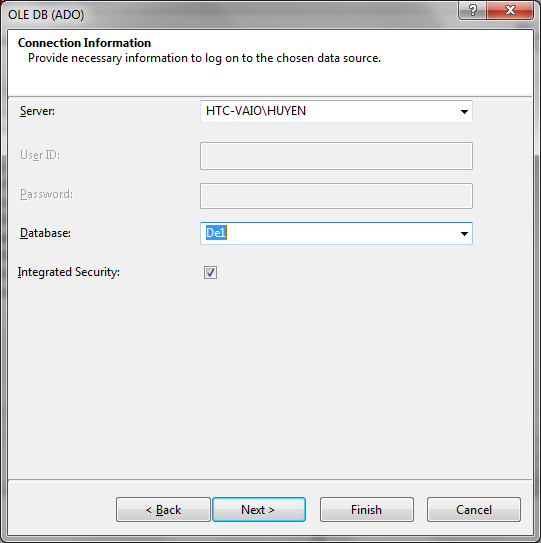 OLE DB (ADO)
Connection Information
Provide necessary information to log on to the chosen data source.
Server: HTC-VAIO\HUYEN
User ID:
Password:
Database: De1
Integrated Security:
< Back Next > Finish Cancel